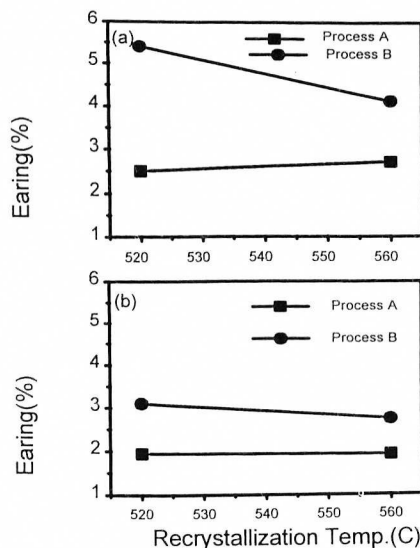 6
(a)
Process A
Process B
5
4
3
2
1
Earing(%)
520
530
540
550
560
6
(b)
Process A
Process B
5
4
3
2
1
Earing(%)
520
530
540
550
560
Recrystallization Temp.(C)